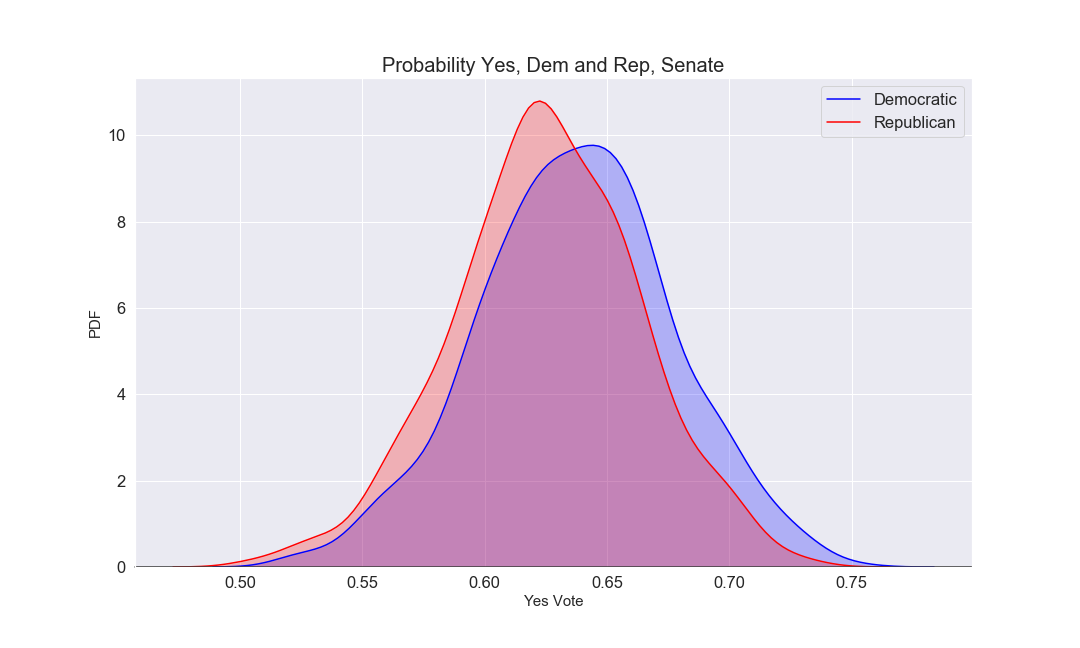 Probability Yes, Dem and Rep, Senate
Democratic
Republican
10
8
6
4
2
0
PDF
0.50
0.55
0.60
0.65
0.70
0.75
Yes Vote